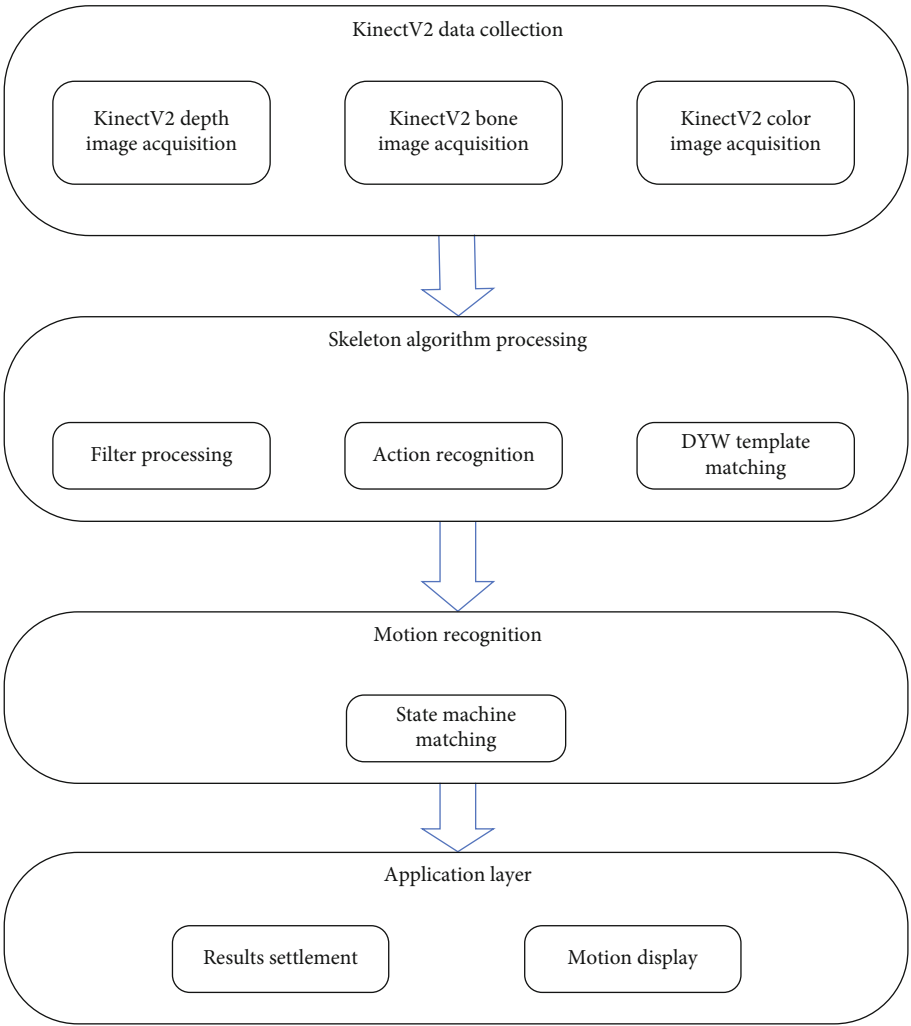 KinectV2 data collection
KinectV2 depth
image acquisition
KinectV2 bone
image acquisition
KinectV2 color
image acquisition
Skeleton algorithm processing
Filter processing
Action recognition
DYW template
matching
Motion recognition
State machine
matching
Application layer
Results settlement
Motion display